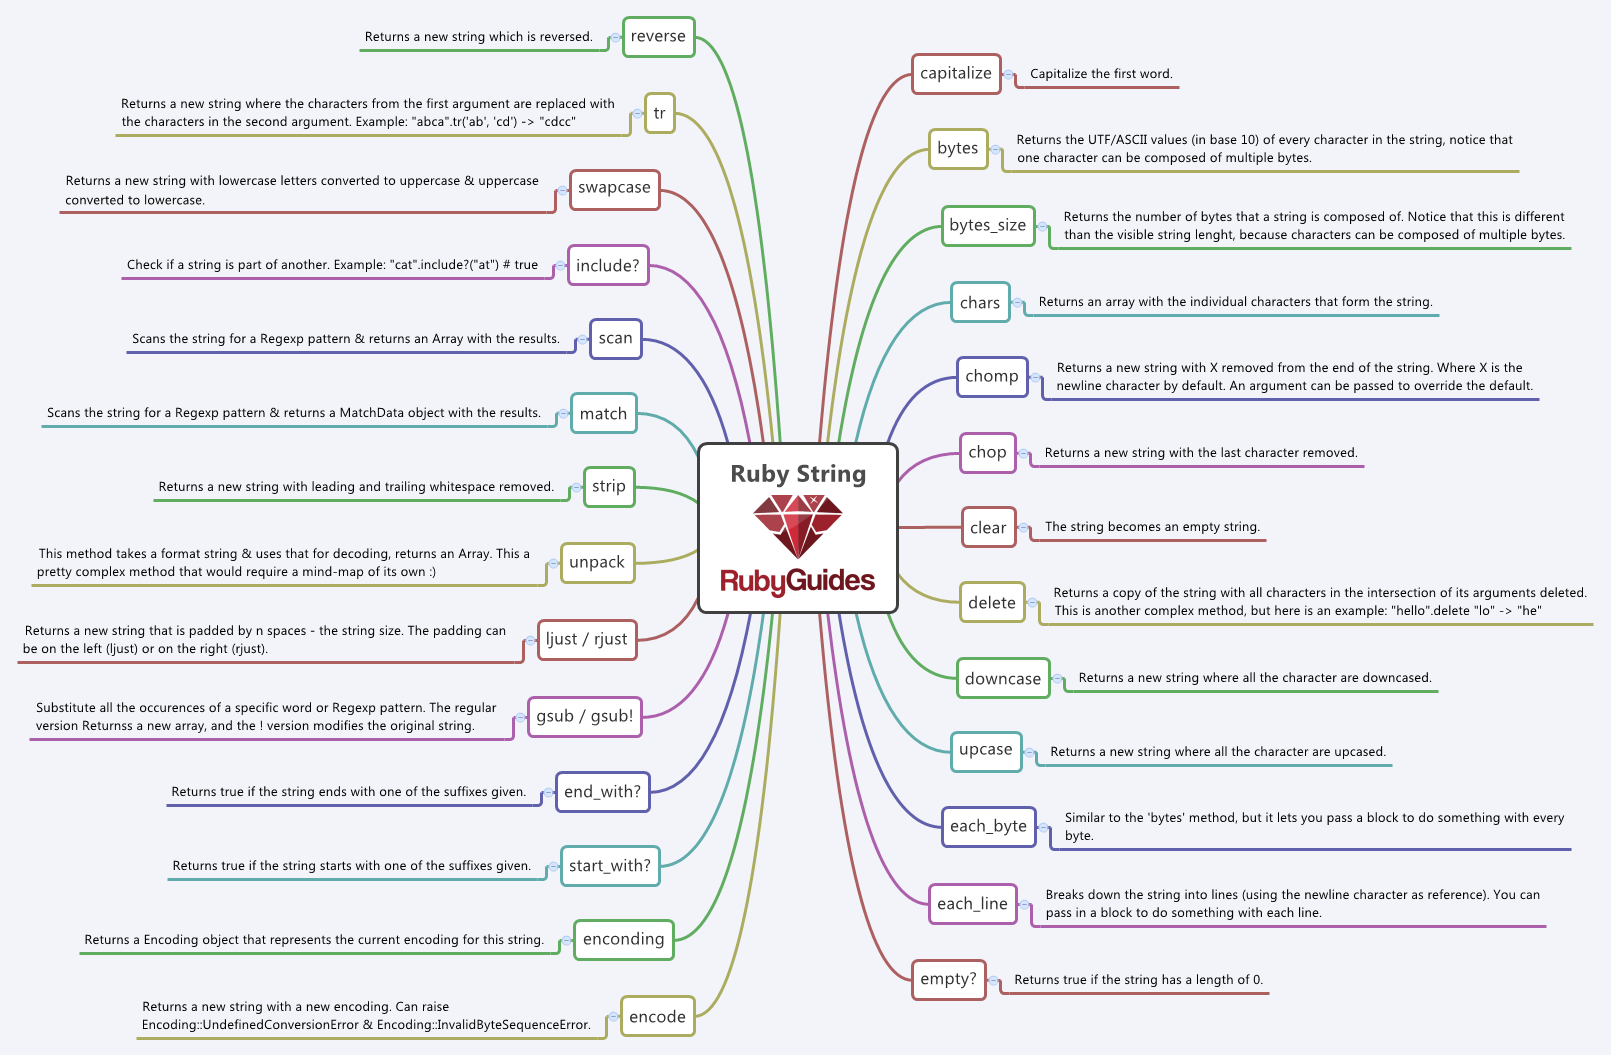 Ruby String
RubyGuides
reverse
Returns a new string which is reversed.
tr
Returns a new string where the characters from the first argument are replaced with
the characters in the second argument. Example: "abca".tr('ab', 'cd') -> "cdcc"
swapcase
Returns a new string with lowercase letters converted to uppercase & uppercase
converted to lowercase.
include?
Check if a string is part of another. Example: "cat".include?("at") # true
scan
Scans the string for a Regexp pattern & returns an Array with the results.
match
Scans the string for a Regexp pattern & returns a MatchData object with the results.
strip
Returns a new string with leading and trailing whitespace removed.
unpack
This method takes a format string & uses that for decoding, returns an Array. This a
pretty complex method that would require a mind-map of its own :)
ljust / rjust
Returns a new string that is padded by n spaces - the string size. The padding can
be on the left (ljust) or on the right (rjust).
gsub / gsub!
Substitute all the occurences of a specific word or Regexp pattern. The regular
version Returnss a new array, and the ! version modifies the original string.
end_with?
Returns true if the string ends with one of the suffixes given.
start_with?
Returns true if the string starts with one of the suffixes given.
enconding
Returns a Encoding object that represents the current encoding for this string.
encode
Returns a new string with a new encoding. Can raise
Encoding::UndefinedConversionError & Encoding::InvalidByteSequenceError.
capitalize
Capitalize the first word.
bytes
Returns the UTF/ASCII values (in base 10) of every character in the string, notice that
one character can be composed of multiple bytes.
bytes_size
Returns the number of bytes that a string is composed of. Notice that this is different
than the visible string lenght, because characters can be composed of multiple bytes.
chars
Returns an array with the individual characters that form the string.
chomp
Returns a new string with X removed from the end of the string. Where X is the
newline character by default. An argument can be passed to override the default.
chop
Returns a new string with the last character removed.
clear
The string becomes an empty string.
delete
Returns a copy of the string with all characters in the intersection of its arguments deleted.
This is another complex method, but here is an example: "hello".delete "lo" -> "he"
downcase
Returns a new string where all the character are downcased.
upcase
Returns a new string where all the character are upcased.
each_byte
Similar to the 'bytes' method, but it lets you pass a block to do something with every
byte.
each_line
Breaks down the string into lines (using the newline character as reference). You can
pass in a block to do something with each line.
empty?
Returns true if the string has a length of 0.